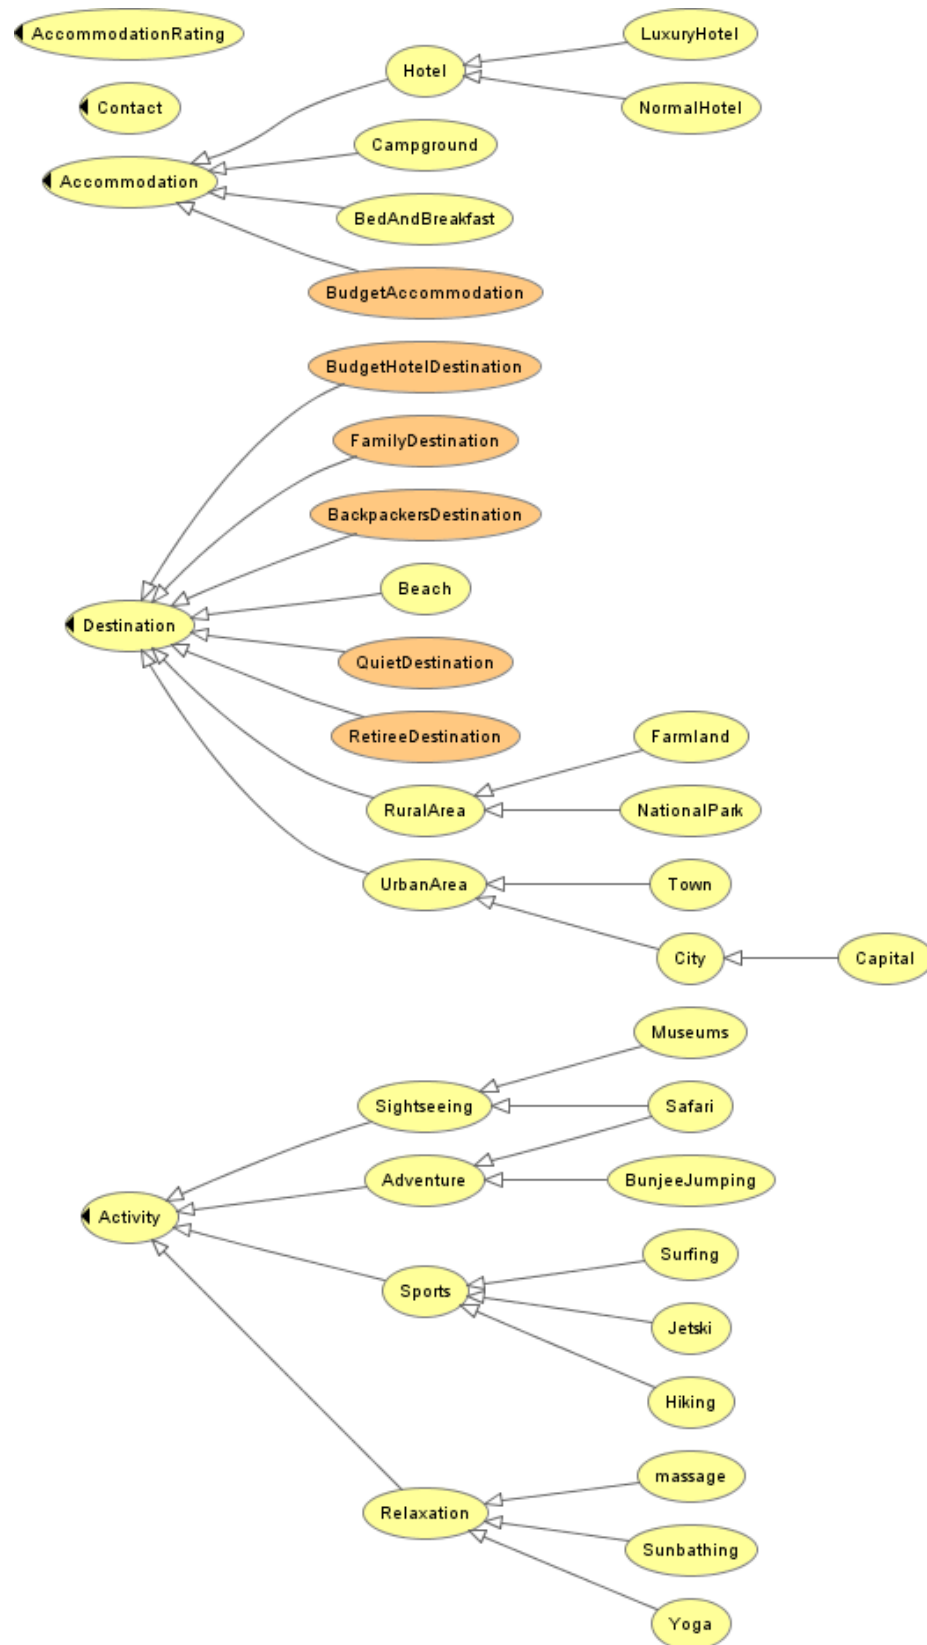 AccommodationRating
LuxuryHotel
Hotel
Contact
NormalHotel
Campground
Accommodation
BedAndBreakfast
BudgetAccommodation
BudgetHotelDestination
FamilyDestination
BackpackersDestination
Beach
Destination
QuietDestination
RetireeDestination
Farmland
RuralArea
NationalPark
UrbanArea
Town
City
Capital
Museums
Sightseeing
Safari
Adventure
BunjeeJumping
Activity
Surfing
Sports
Jetski
Hiking
massage
Relaxation
Sunbathing
Yoga